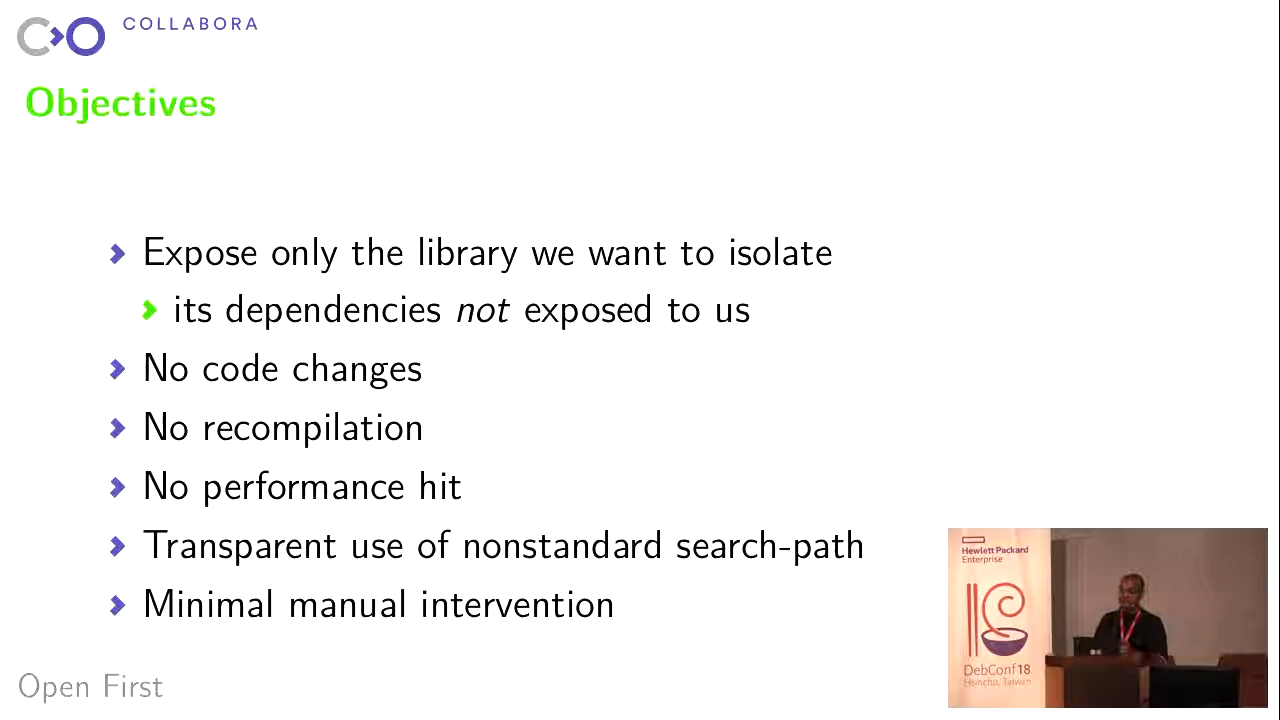 COLLABORA
Objectives
Expose only the library we want to isolate
its dependencies not exposed to us
No code changes
No recompilation
No performance hit
Transparent use of nonstandard search-path
Minimal manual intervention
Open First
Hewlett Packard
Enterprise
DebConf18
Hsinchu, Taiwan